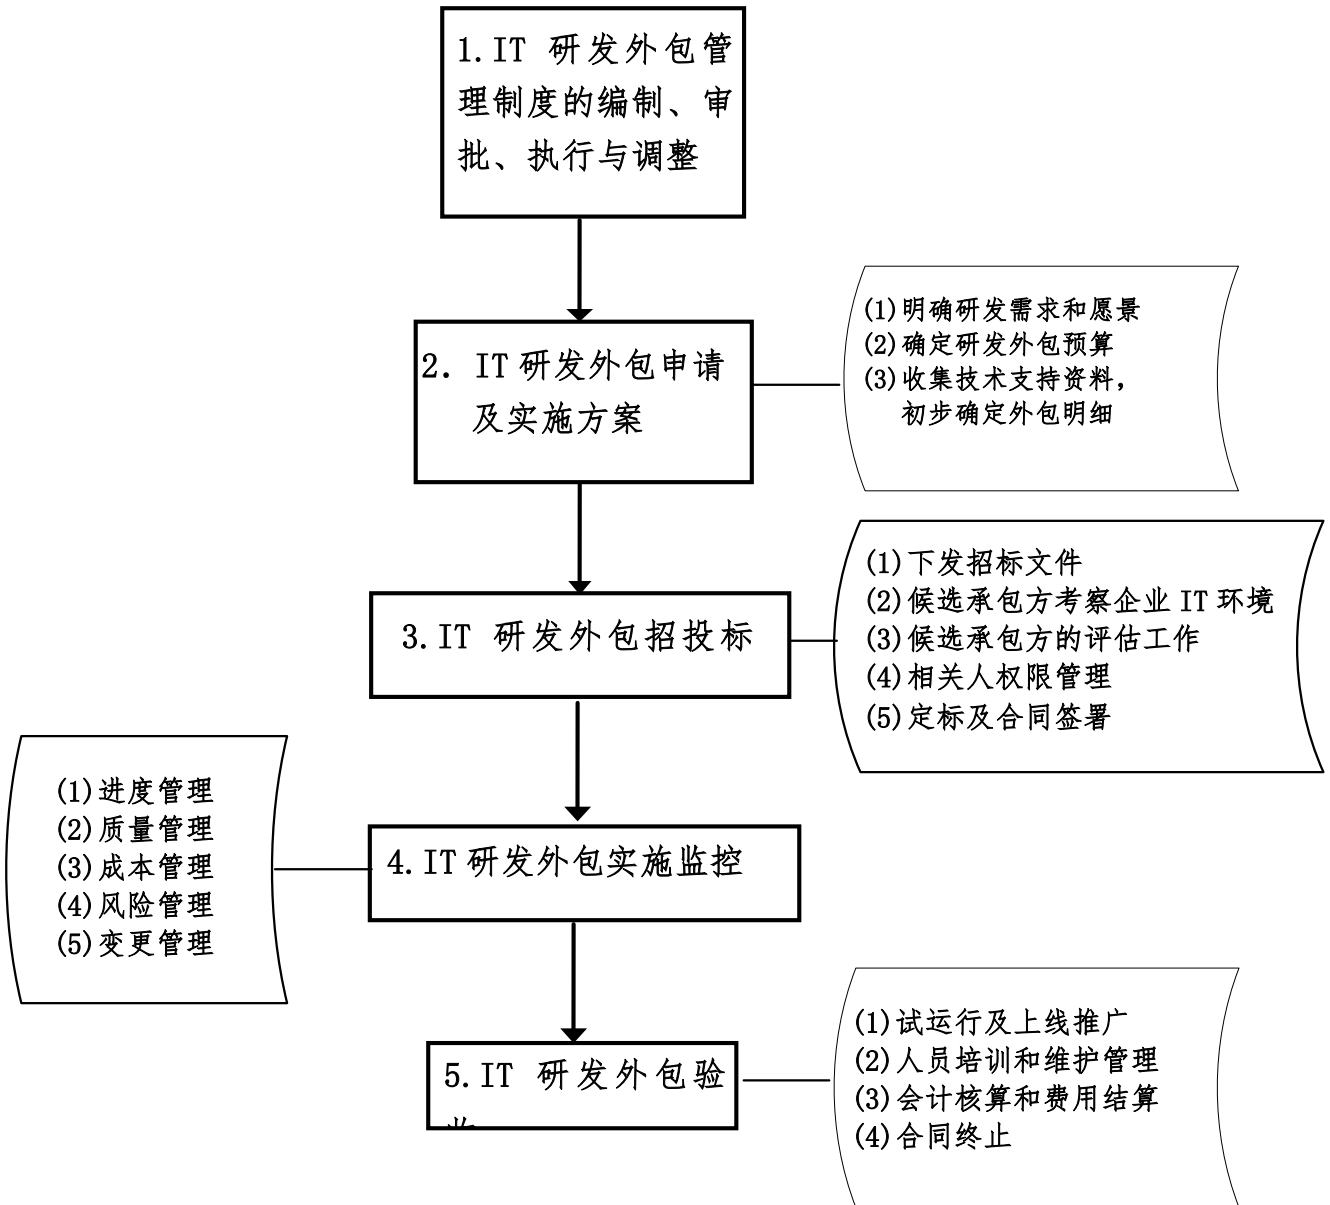 1.IT 研发外包管
理制度的编制、审
批、执行与调整
2. IT研发外包申请
及实施方案
(1)明确研发需求和愿景
(2)确定研发外包预算
(3)收集技术支持资料，
初步确定外包明细
3.IT 研发外包招投标
(1)下发招标文件
(2)候选承包方考察企业IT环境
(3)候选承包方的评估工作
(4)相关人权限管理
(5)定标及合同签署
(1)进度管理
(2)质量管理
(3)成本管理
(4)风险管理
(5)变更管理
4.IT研发外包实施监控
5.IT 研发外包验
(1)试运行及上线推广
(2)人员培训和维护管理
(3)会计核算和费用结算
(4)合同终止